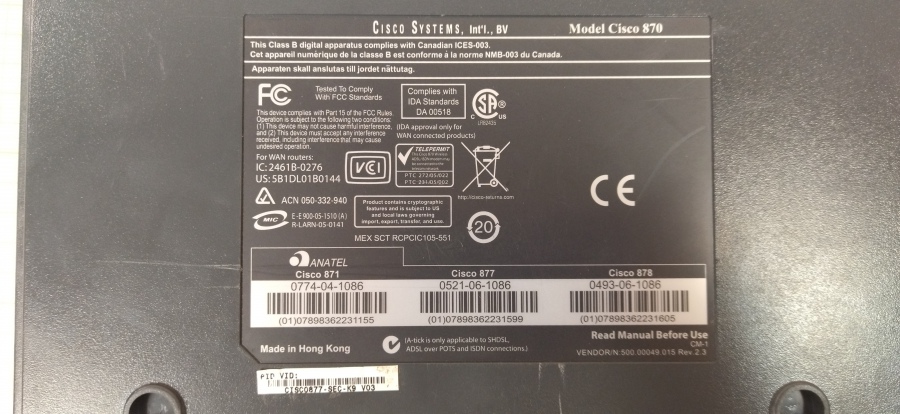 CISCO SYSTEMS, Int'l., BV Model Cisco 870
This Class B digital apparatus complies with Canadian ICES-003.
Cet appareil numérique de la classe B est conforme à la norme NMB-003 du Canada.
Apparaten skall anslutas till jordet nättutag.
FC Tested To Comply
With FCC Standards
This device complies with Part 15 of the FCC Rules.
Operation is subject to the following two conditions:
(1) This device may not cause harmful interference,
and (2) This device must accept any interference
received, including interference that may cause
undesired operation.
For WAN routers:
IC: 2461B-0276
US: 5B1DL01B0144
Complies with
IDA Standards
DA 00518
(IDA approval only for
WAN connected products)
C SA ® US
VCI
TELEPERMIT
PTC 272/05/022
PTC 231/05/002
http://cisco-returns.com
CE
ACN 050-332-940
MIC E-E900-05-1510 (A)
R-LARN-05-0141
Product contains cryptographic
features and is subject to US
and local laws governing
import, export, transfer, and use.
MEX SCT RCPCIC105-551
20
ANATEL
Cisco 871
0774-04-1086
(01)07898362231155
Cisco 877
0521-06-1086
(01)07898362231599
Cisco 878
0493-06-1086
(01)07898362231605
Made in Hong Kong
(A-tick is only applicable to SHDSL,
ADSL over POTS and ISDN connections.)
Read Manual Before Use
CM-1
VENDOR/N:500.00049.015 Rev.2.3
PID VID:
CISCO877-SEC-K9 V03